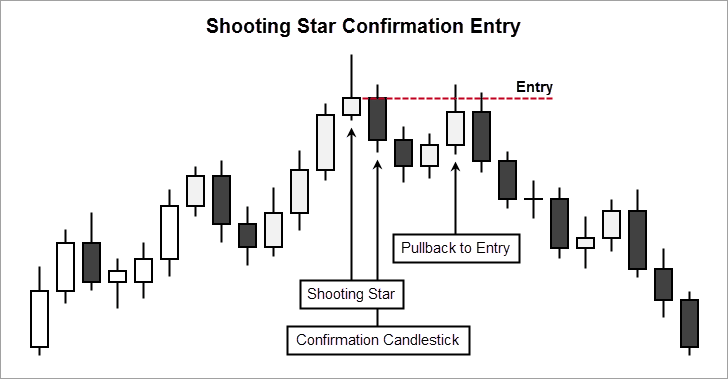 Shooting Star Confirmation Entry
Entry
Pullback to Entry
Shooting Star
Confirmation Candlestick